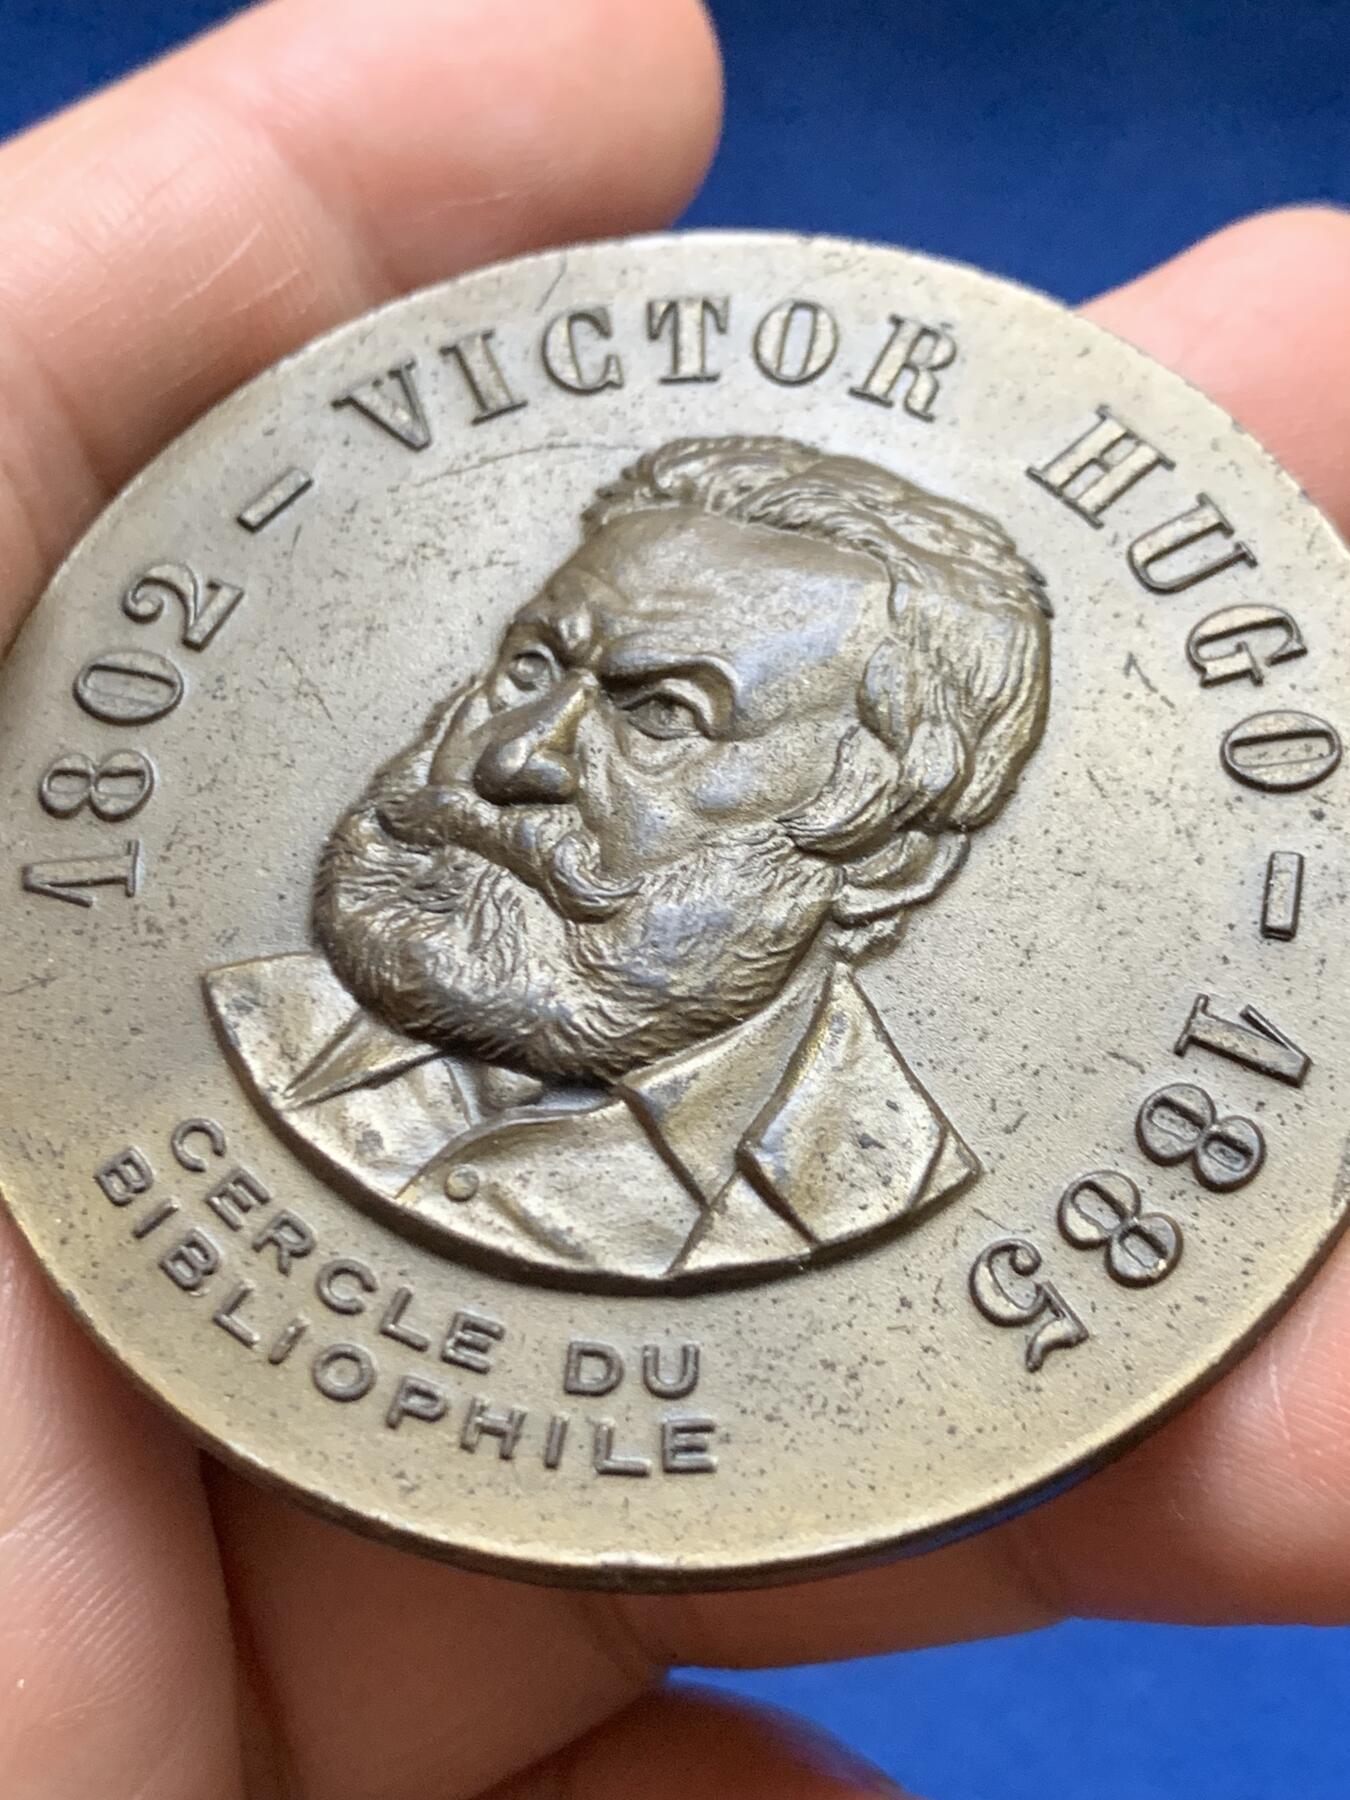 1802 - VICTOR HUGO - 1885
CERCLE DU
BIBLIOPHILE